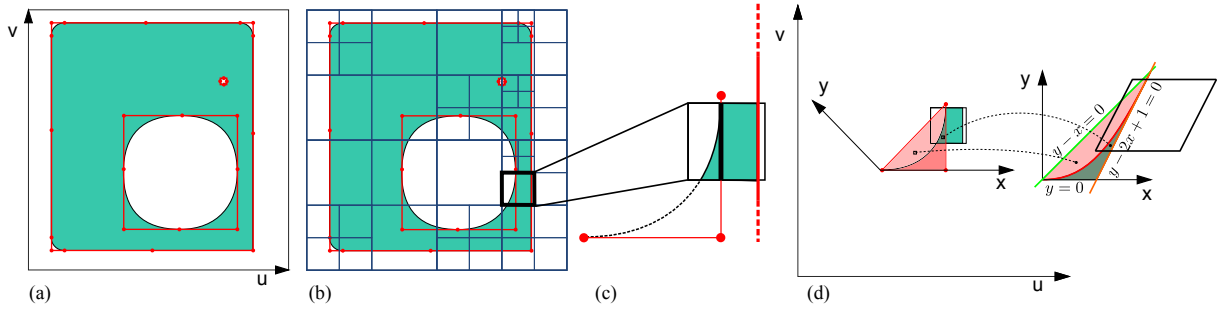 v
u
(a)
(b)
(c)
v
y
x
y
x
y − x = 0
y − 2x + 1 = 0
y = 0
u
(d)